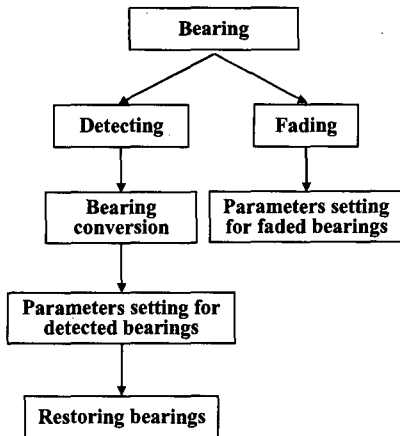 Bearing
Detecting
Fading
Bearing
conversion
Parameters setting
for faded bearings
Parameters setting for
detected bearings
Restoring bearings